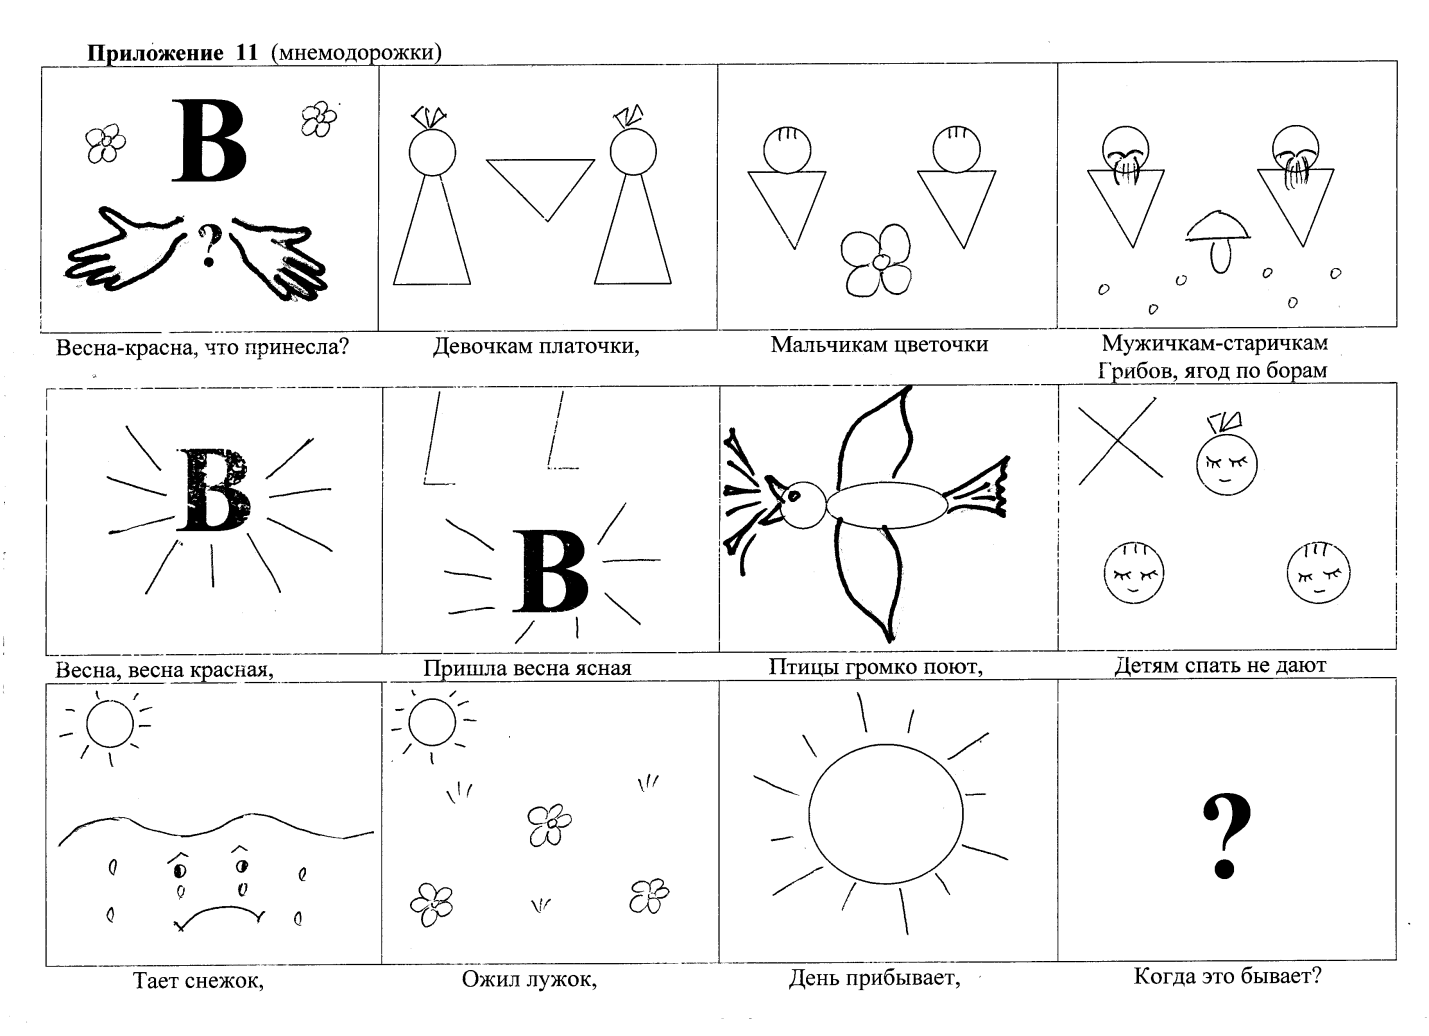 Приложение 11 (мнемодорожки)
В
?
Весна-красна, что принесла?
Девочкам платочки,
Мальчикам цветочки
Мужичкам-старичкам
Грибов, ягод по борам
В
В
Весна, весна красная,
Пришла весна ясная
Птицы громко поют,
Детям спать не дают
?
Тает снежок,
Ожил лужок,
День прибывает,
Когда это бывает?